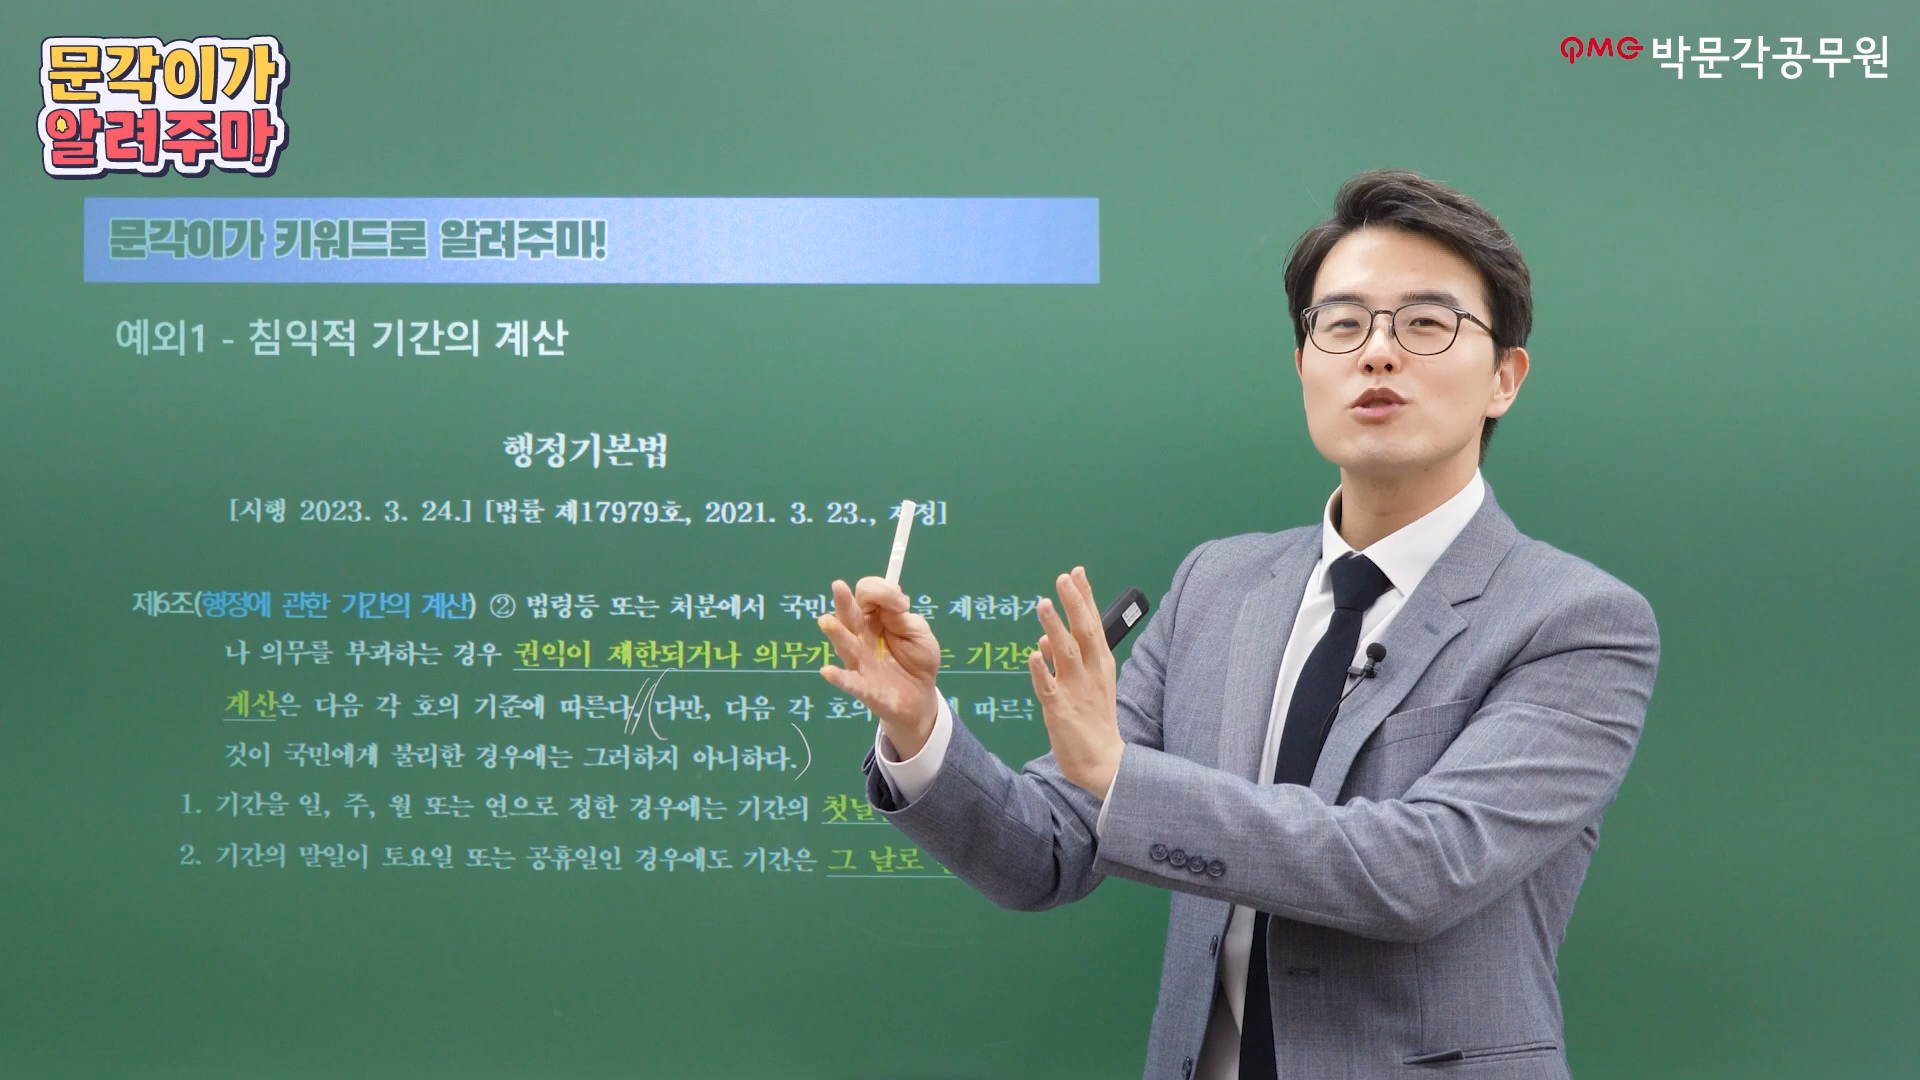 문각이가
알려주마
PMG 박문각공무원
문각이가 키워드로 알려주마!
예외1 - 침익적 기간의 계산
행정기본법
[시행 2023. 3. 24.] [법률 제17979호, 2021. 3. 23., 정]
제6조(행정에 관한 기간의 계산) ② 법령등 또는 처분에서 국민 을 제한하거
나 의무를 부과하는 경우 권익이 제한되거나 의무가 는 기간의
계산은 다음 각 호의 기준에 따른다. 다만, 다음 각 호의 따르는
것이 국민에게 불리한 경우에는 그러하지 아니하다.
1. 기간을 일, 주, 월 또는 연으로 정한 경우에는 기간의 첫날
2. 기간의 말일이 토요일 또는 공휴일인 경우에도 기간은 그 날로